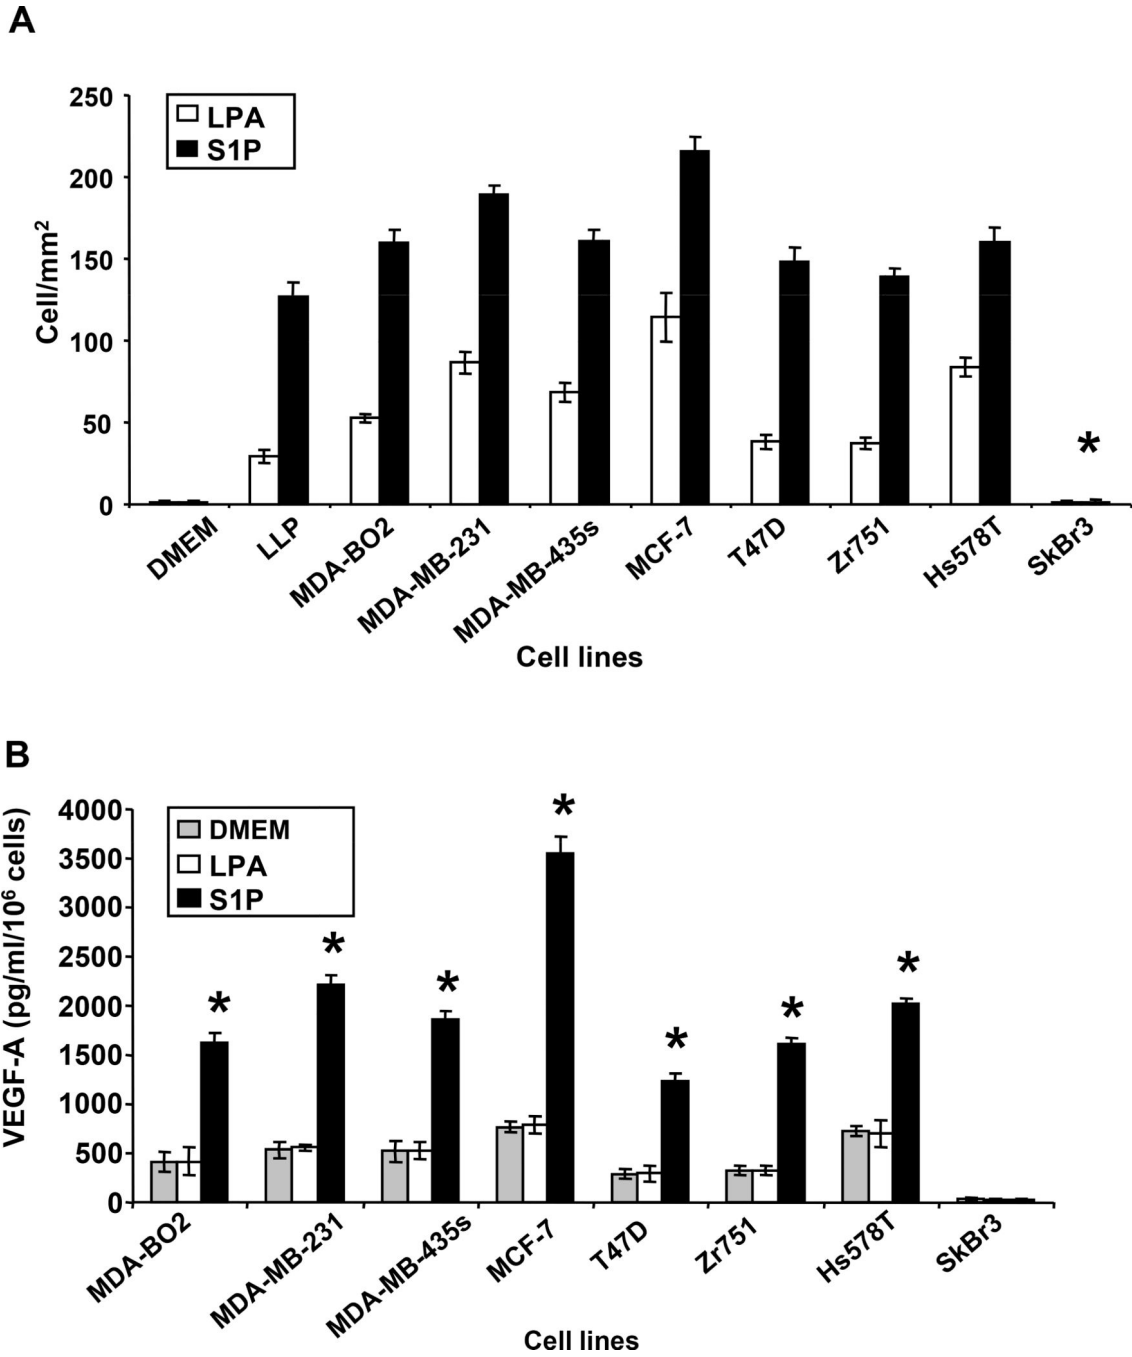 A
250
200
150
100
50
0
Cell/mm²
LPA
S1P
*
DMEM
LLP
MDA-BO2
MDA-MB-231
MDA-MB-435s
MCF-7
T47D
Zr751
Hs578T
SkBr3
Cell lines
B
4000
3500
3000
2500
2000
1500
1000
500
0
VEGF-A (pg/ml/10⁶ cells)
DMEM
LPA
S1P
*
*
*
*
*
*
*
MDA-BO2
MDA-MB-231
MDA-MB-435s
MCF-7
T47D
Zr751
Hs578T
SkBr3
Cell lines